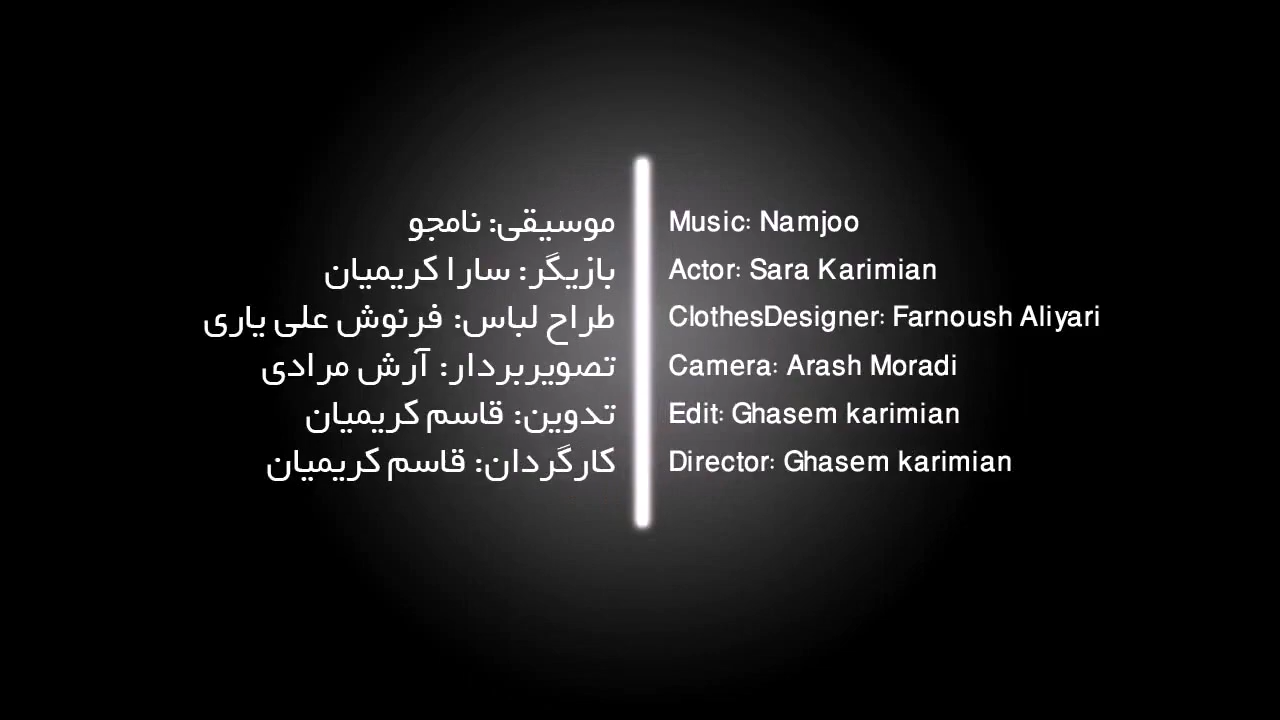 موسیقی: نامجو
بازیگر: سارا کریمیان
طراح لباس: فرنوش علی یاری
تصویربردار: آرش مرادی
تدوین: قاسم کریمیان
کارگردان: قاسم کریمیان
Music: Namjoo
Actor: Sara Karimian
ClothesDesigner: Farnoush Aliyari
Camera: Arash Moradi
Edit: Ghasem karimian
Director: Ghasem karimian